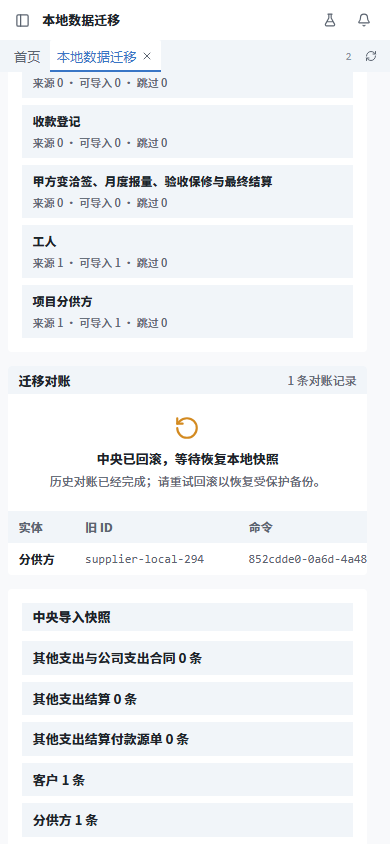 本地数据迁移
首页
本地数据迁移
2
来源 0 · 可导入 0 · 跳过 0
收款登记
来源 0 · 可导入 0 · 跳过 0
甲方变洽签、月度报量、验收保修与最终结算
来源 0 · 可导入 0 · 跳过 0
工人
来源 1 · 可导入 1 · 跳过 0
项目分供方
来源 1 · 可导入 1 · 跳过 0
迁移对账 1 条对账记录
中央已回滚，等待恢复本地快照
历史对账已经完成；请重试回滚以恢复受保护备份。
实体 旧 ID 命令
分供方 supplier-local-294 852cdde0-0a6d-4a48
中央导入快照
其他支出与公司支出合同 0 条
其他支出结算 0 条
其他支出结算付款源单 0 条
客户 1 条
分供方 1 条